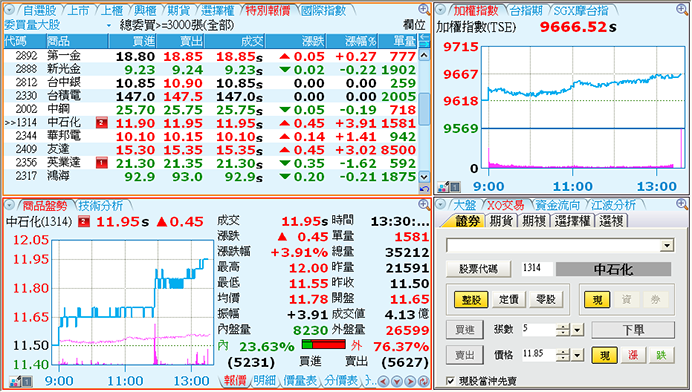 自選股 上市 上櫃 興櫃 期貨 選擇權 特別報價 國際指數
委買量大股 總委買>=3000張(全部) 欄位
代碼 商品 買進 賣出 成交 漲跌 漲幅% 單量
2892 第一金 18.80 18.85 18.85s ▲ 0.05 +0.27 777
2888 新光金 9.23 9.24 9.23s ▼ 0.02 -0.22 1902
2812 台中銀 10.85 10.90 10.85s 0.00 0.00 259
2330 台積電 147.0 147.5 147.0s 0.00 0.00 2005
2002 中鋼 25.70 25.75 25.75s ▼ 0.05 -0.19 718
>>1314 中石化 2 11.90 11.95 11.95s ▲ 0.45 +3.91 1581
2344 華邦電 10.10 10.15 10.10s ▲ 0.14 +1.41 942
2409 友達 15.30 15.35 15.35s ▲ 0.45 +3.02 8500
2356 英業達 1 21.30 21.35 21.30s ▼ 0.35 -1.62 592
2317 鴻海 92.9 93.0 92.9s ▼ 0.20 -0.21 1875
加權指數 台指期 SGX摩台指
加權指數(TSE) 9666.52s
9715
9667
9618
9569
0
9:00 11:00 13:00
商品盤勢 技術分析
中石化(1314) 2 11.95s ▲0.45
12.05
11.95
11.80
11.65
11.50
11.40
9:00 11:00 13:00
成交 11.95s 時間 13:30:...
漲跌 ▲ 0.45 單量 1581
漲跌幅 +3.91% 總量 35212
最高 12.00 昨量 21591
最低 11.55 昨收 11.50
均價 11.78 開盤 11.65
振幅 +3.91 成交值 4.13億
內盤量 8230 外盤量 26599
內 23.63% 外 76.37%
(5231) 買進 賣出 (5627)
報價 明細 價量表 分價表 分..
大盤 XO交易 資金流向 江波分析
證券 期貨 期複 選擇權 選複
股票代碼 1314 中石化
整股 定價 零股 現 資 券
買進 張數 5 下單
賣出 價格 11.85 現 漲 跌
現股當沖先賣